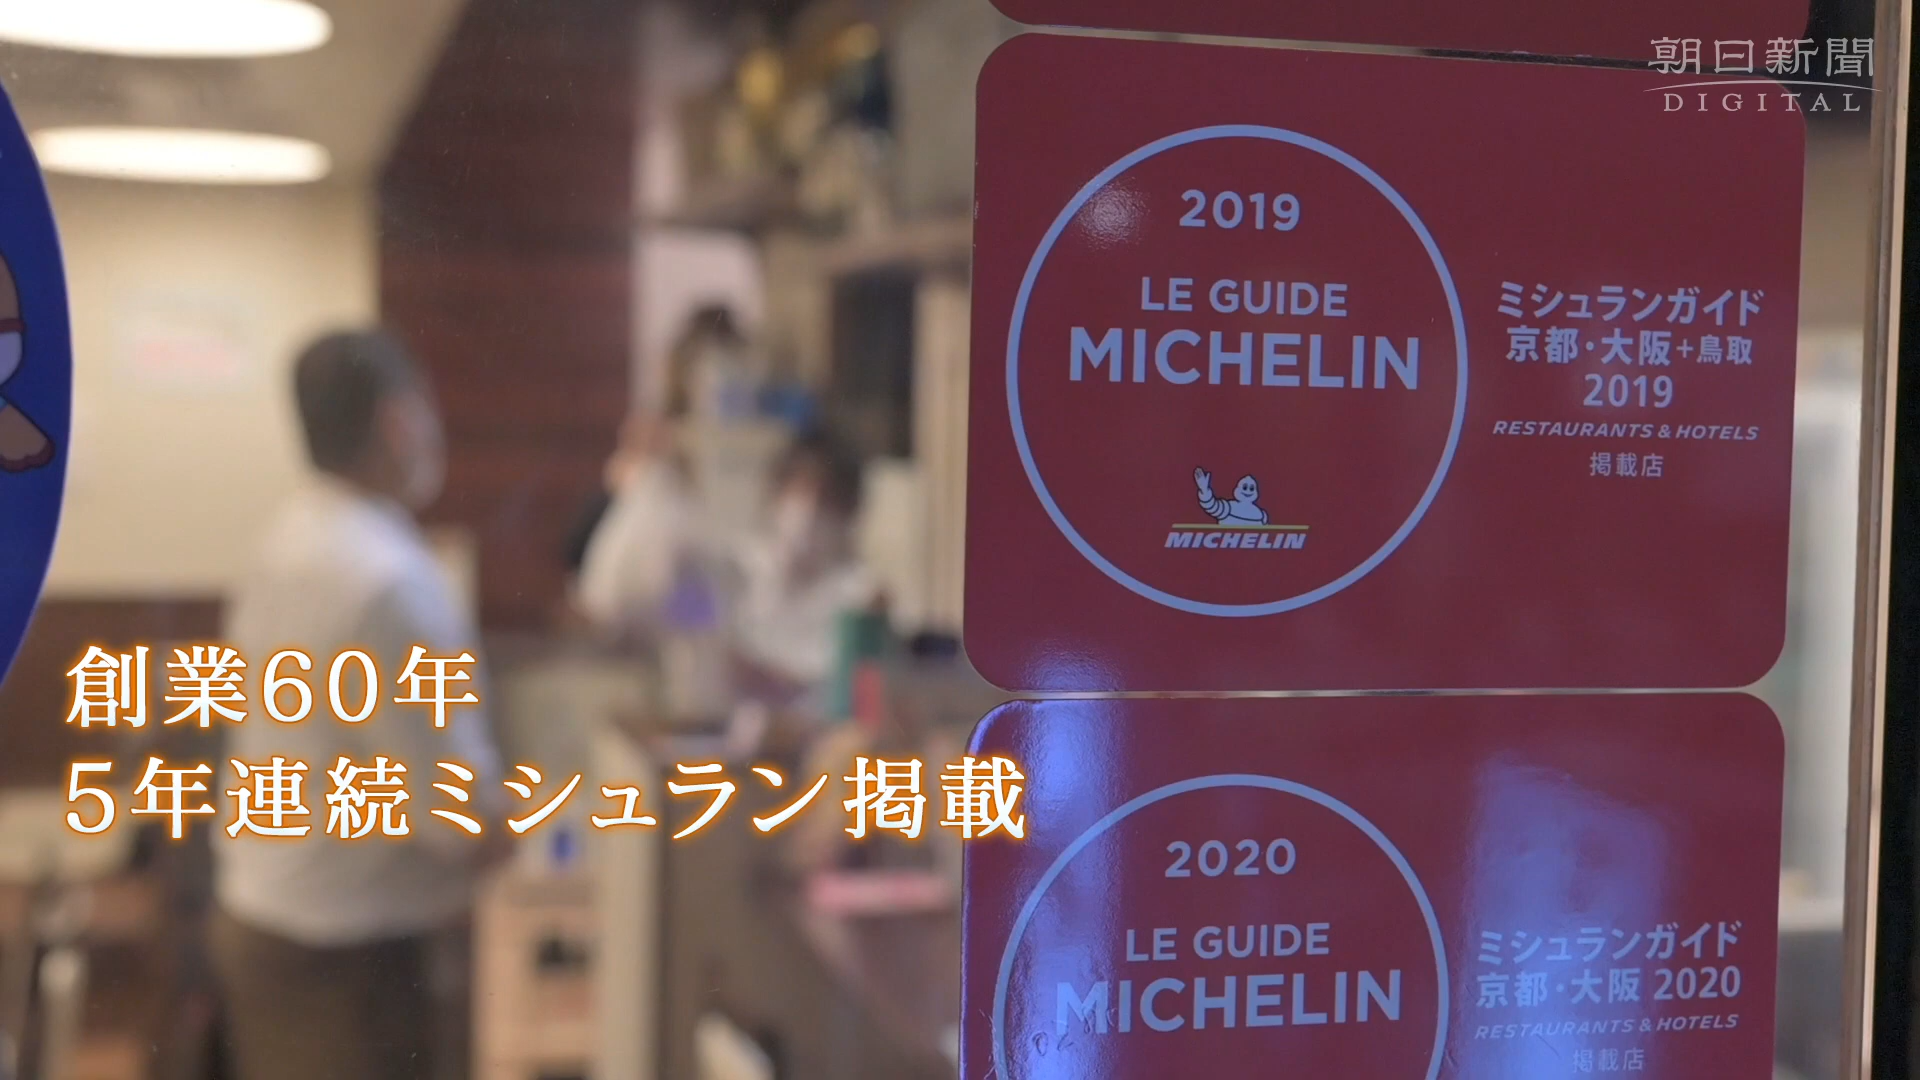 朝日新聞
DIGITAL
2019
LE GUIDE
MICHELIN
MICHELIN
ミシュランガイド
京都・大阪+鳥取
2019
RESTAURANTS & HOTELS
掲載店
創業60年
5年連続ミシュラン掲載
2020
LE GUIDE
MICHELIN
ミシュランガイド
京都・大阪 2020
RESTAURANTS & HOTELS
掲載店